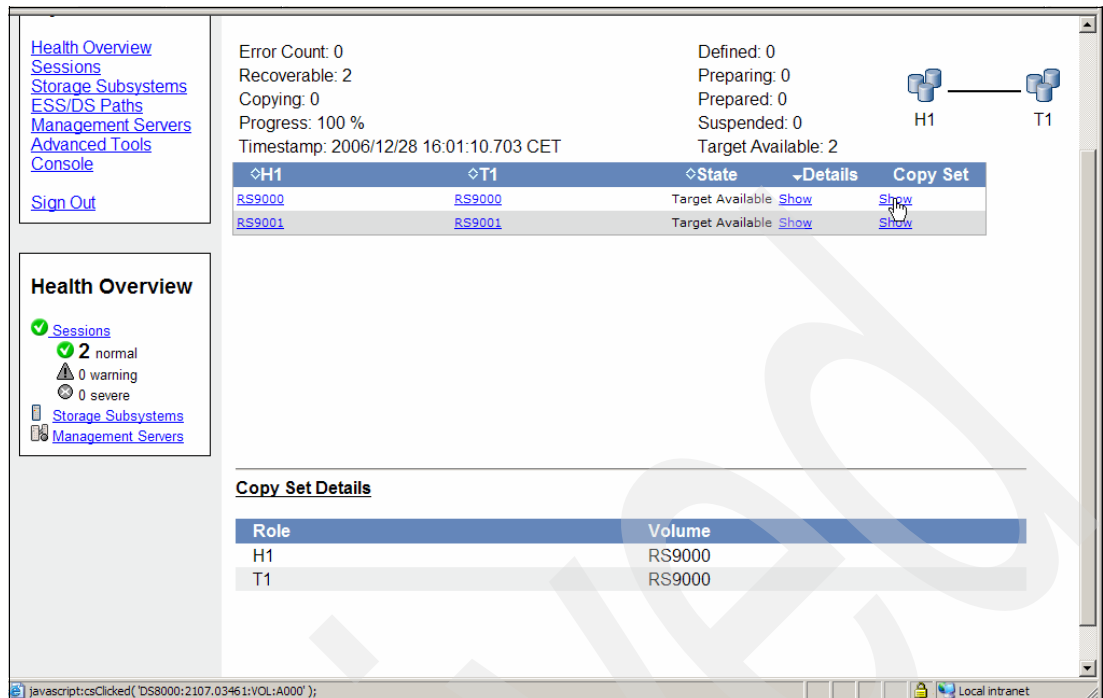 Health Overview
Sessions
Storage Subsystems
ESS/DS Paths
Management Servers
Advanced Tools
Console
Sign Out
Health Overview
Sessions
2 normal
0 warning
0 severe
Storage Subsystems
Management Servers
Error Count: 0
Recoverable: 2
Copying: 0
Progress: 100 %
Timestamp: 2006/12/28 16:01:10.703 CET
Defined: 0
Preparing: 0
Prepared: 0
Suspended: 0
Target Available: 2
H1 T1
H1 T1 State Details Copy Set
RS9000 RS9000 Target Available Show Show
RS9001 RS9001 Target Available Show Show
Copy Set Details
Role Volume
H1 RS9000
T1 RS9000
javascript:csClicked('DS8000:2107.03461:VOL:A000');
Local intranet